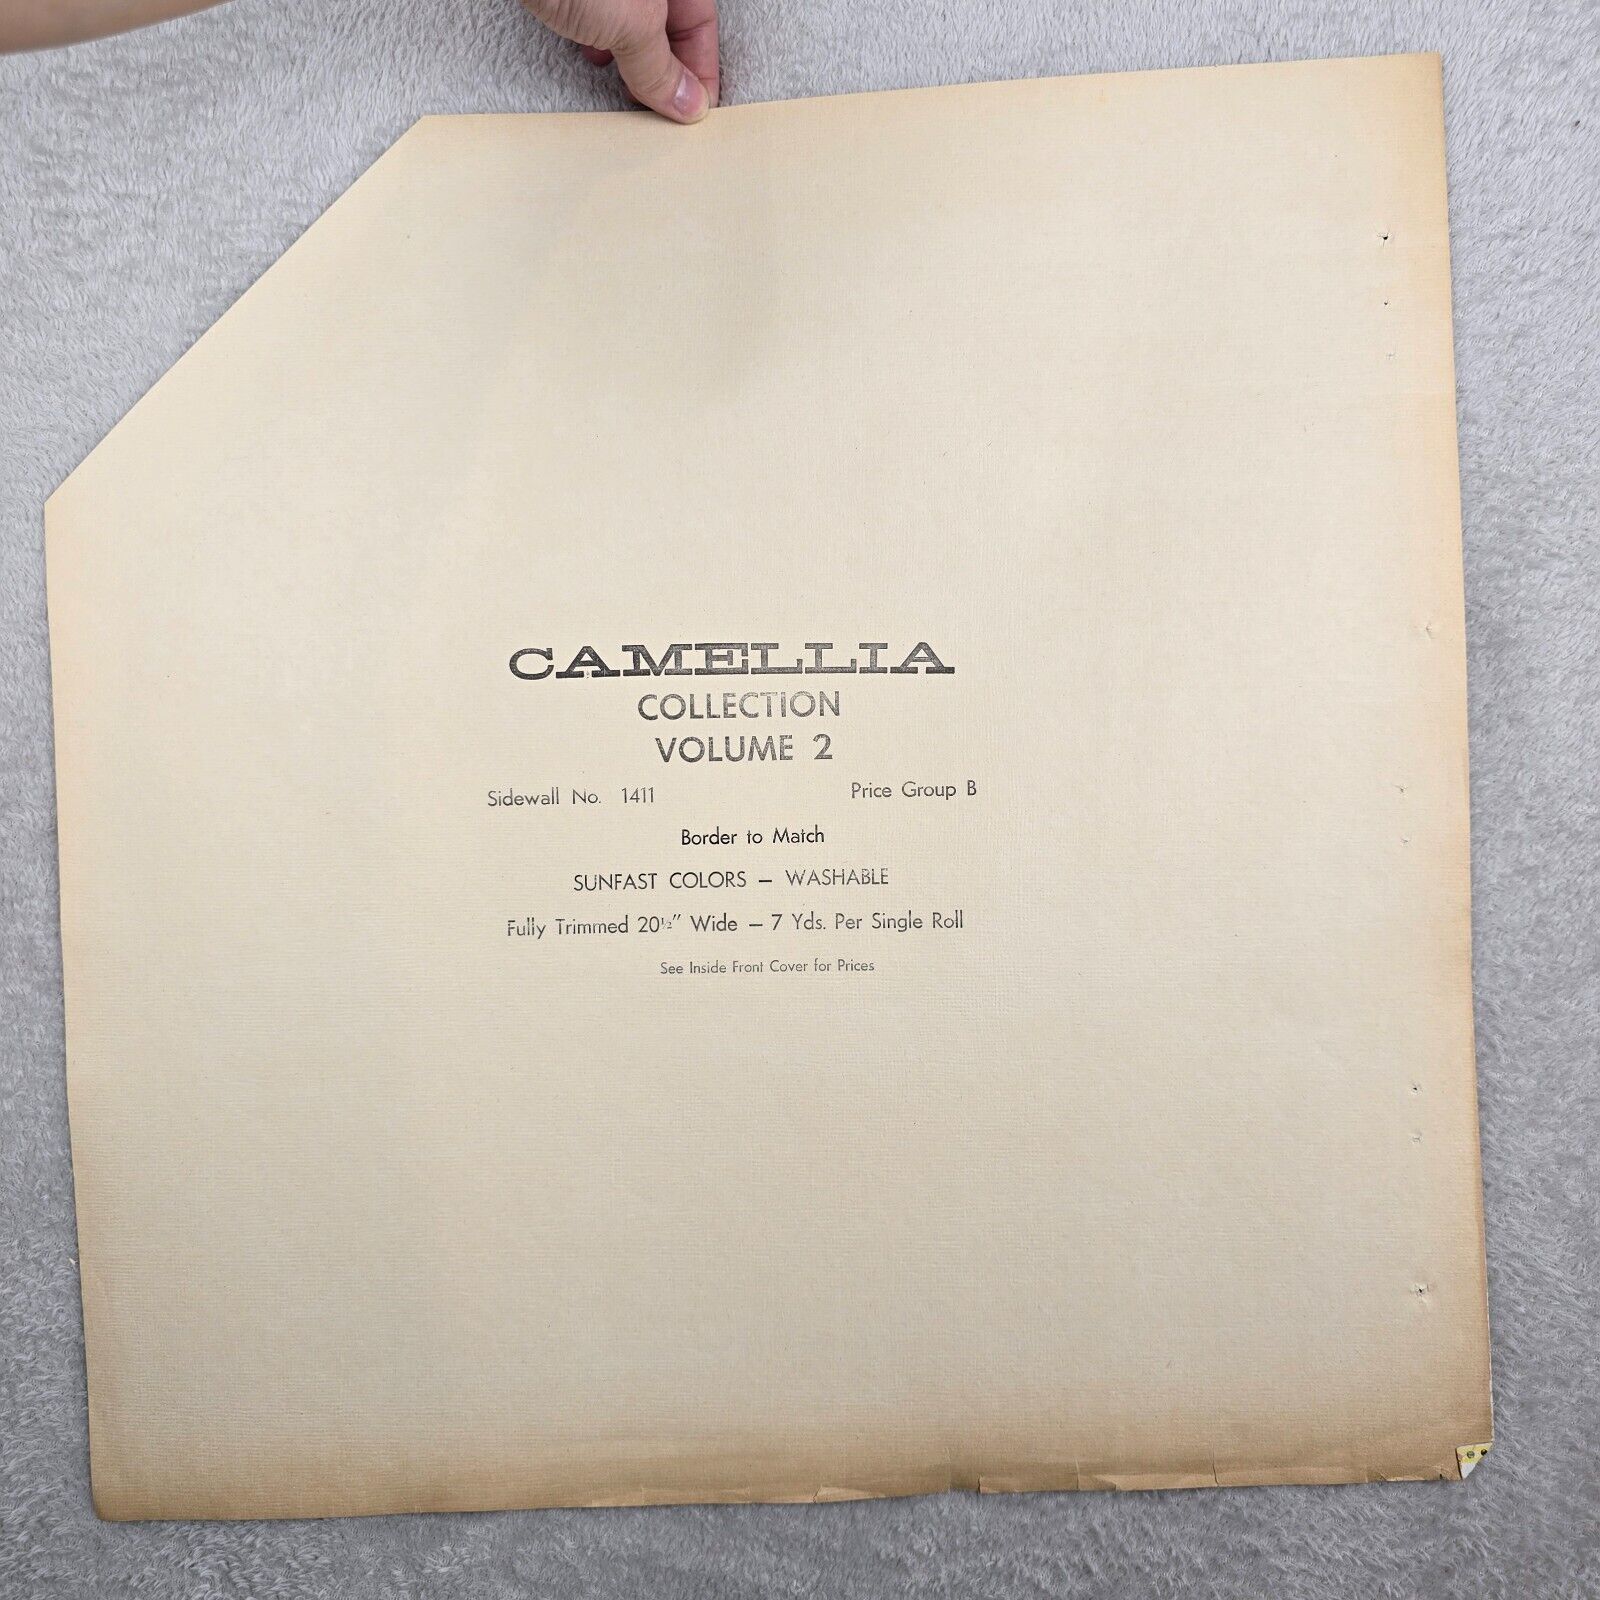 CAMELLIA
COLLECTION
VOLUME 2
Sidewall No. 1411 Price Group B
Border to Match
SUNFAST COLORS — WASHABLE
Fully Trimmed 20½" Wide — 7 Yds. Per Single Roll
See Inside Front Cover for Prices